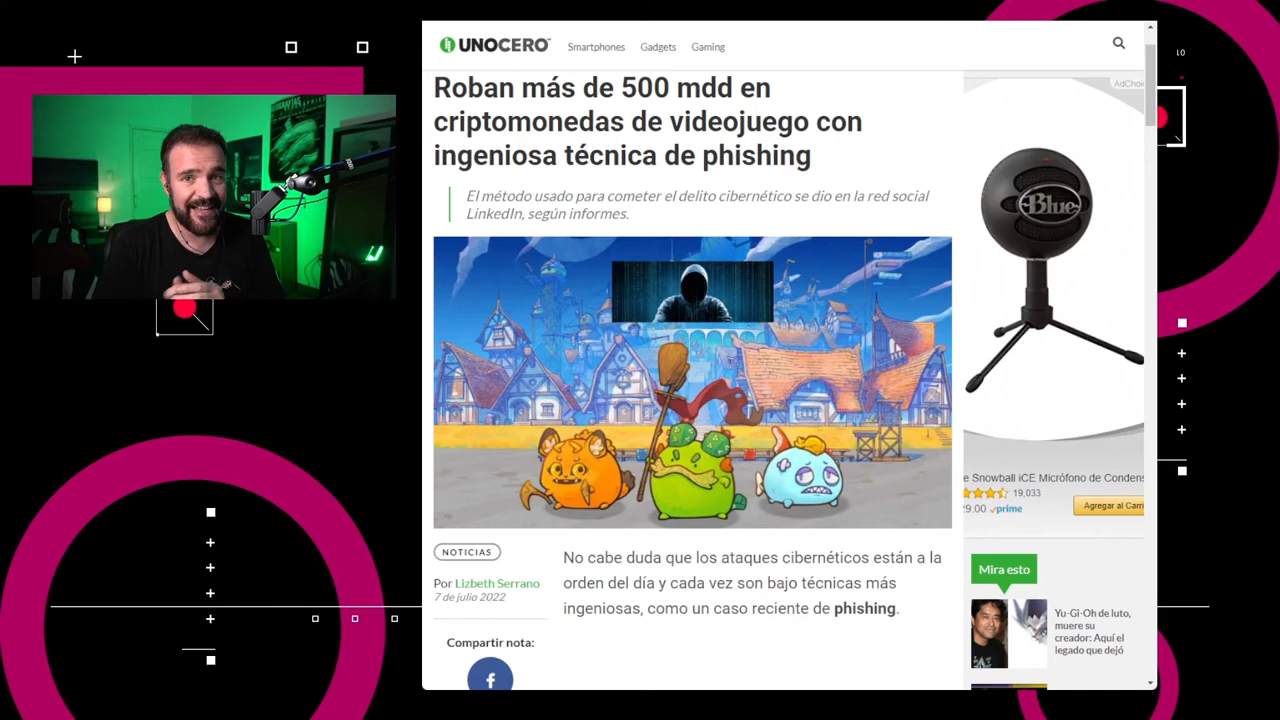 UNOCERO
Smartphones Gadgets Gaming
Roban más de 500 mdd en
criptomonedas de videojuego con
ingeniosa técnica de phishing
El método usado para cometer el delito cibernético se dio en la red social
LinkedIn, según informes.
NOTICIAS
Por Lizbeth Serrano
7 de julio 2022
Compartir nota:
No cabe duda que los ataques cibernéticos están a la
orden del día y cada vez son bajo técnicas más
ingeniosas, como un caso reciente de phishing.
AdChoi
Blue
e Snowball iCE Micrófono de Condens
19,033
29.00 prime
Agregar al Carri
Mira esto
Yu-Gi-Oh de luto,
muere su
creador: Aquí el
legado que dejó
10